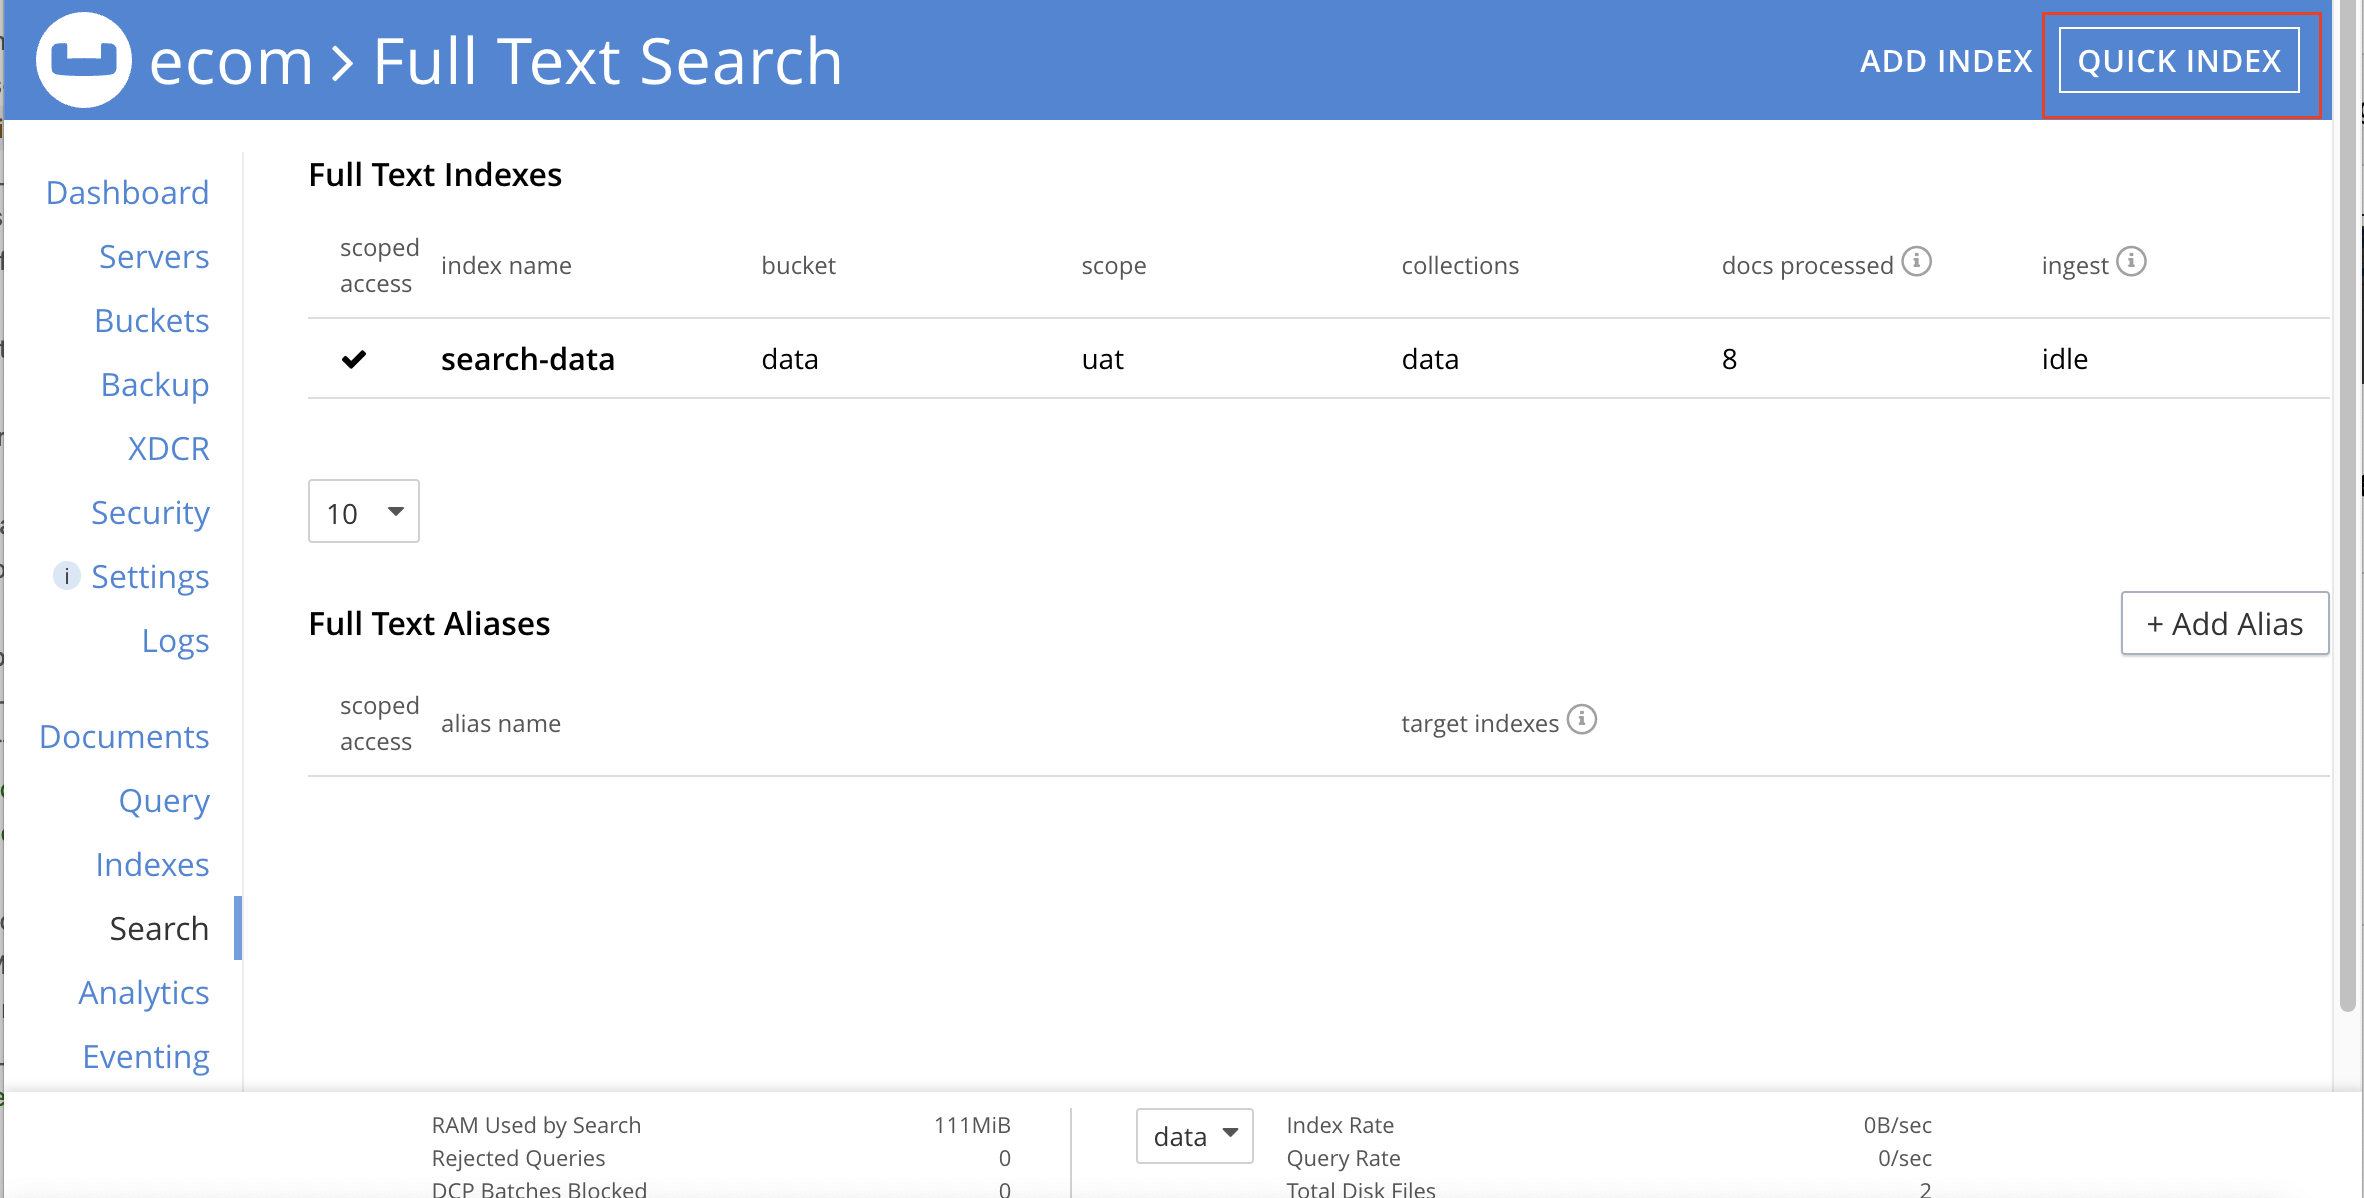 ecom > Full Text Search
ADD INDEX
QUICK INDEX
Dashboard
Servers
Buckets
Backup
XDCR
Security
i Settings
Logs
Documents
Query
Indexes
Search
Analytics
Eventing
Full Text Indexes
scoped access index name bucket scope collections docs processed i ingest i
search-data data uat data 8 idle
10
Full Text Aliases
+ Add Alias
scoped access alias name target indexes i
RAM Used by Search 111MiB
Rejected Queries 0
DCP Batches Blocked 0
data
Index Rate 0B/sec
Query Rate 0/sec
Total Disk Files 2